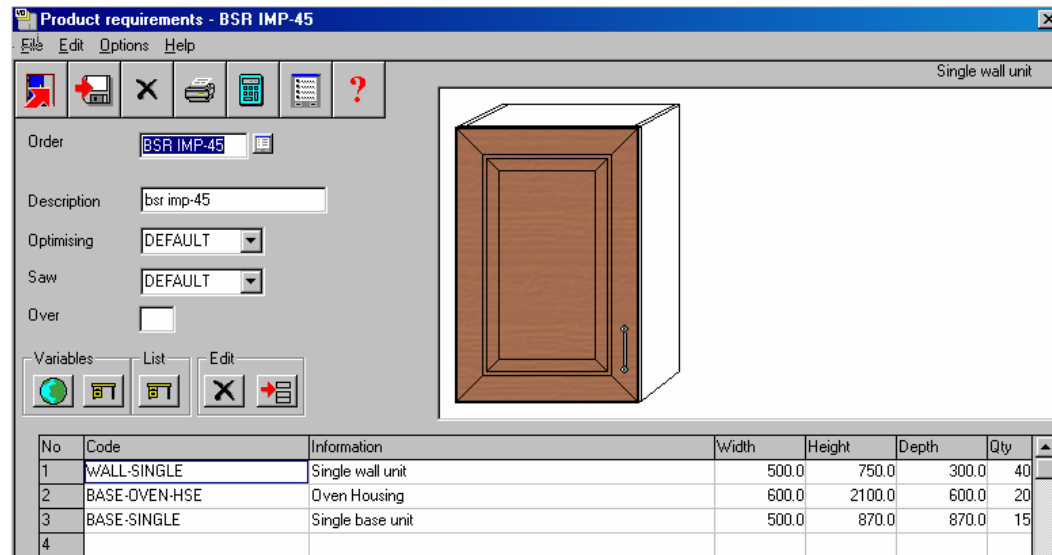 Product requirements - BSR IMP-45
File Edit Options Help
?
Single wall unit
Order BSR IMP-45
Description bsr imp-45
Optimising DEFAULT
Saw DEFAULT
Over
Variables List Edit
No Code Information Width Height Depth Qty
1 WALL-SINGLE Single wall unit 500.0 750.0 300.0 40
2 BASE-OVEN-HSE Oven Housing 600.0 2100.0 600.0 20
3 BASE-SINGLE Single base unit 500.0 870.0 870.0 15
4